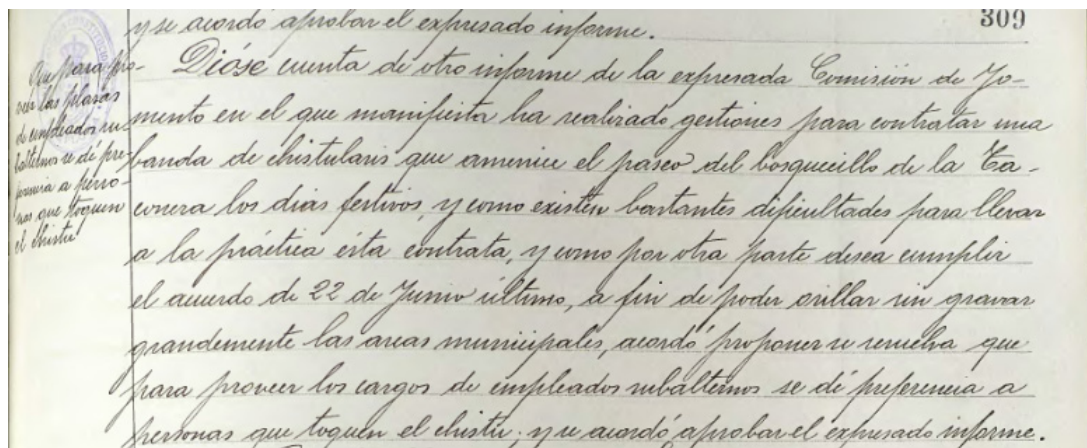 309
y se acordó aprobar el expresado informe.
Que para pro-
veer las plazas
de empleados su-
balternos se dé pre-
ferencia a perso-
nas que toquen
el chistu
Dióse cuenta de otro informe de la expresada Comisión de Fo-
mento en el que manifiesta ha realizado gestiones para contratar una
banda de chistularis que amenice el paseo del bosquecillo de la Ta-
conera los dias festivos, y como existen bastantes dificultades para llevar
a la práctica ésta contrata, y como por otra parte desea cumplir
el acuerdo de 22 de Junio último, a fin de poder orillar sin gravar
grandemente las arcas municipales, acordó proponer se resuelva que
para proveer los cargos de empleados subalternos se dé preferencia a
personas que toquen el chistu. y se acordó aprobar el expresado informe.